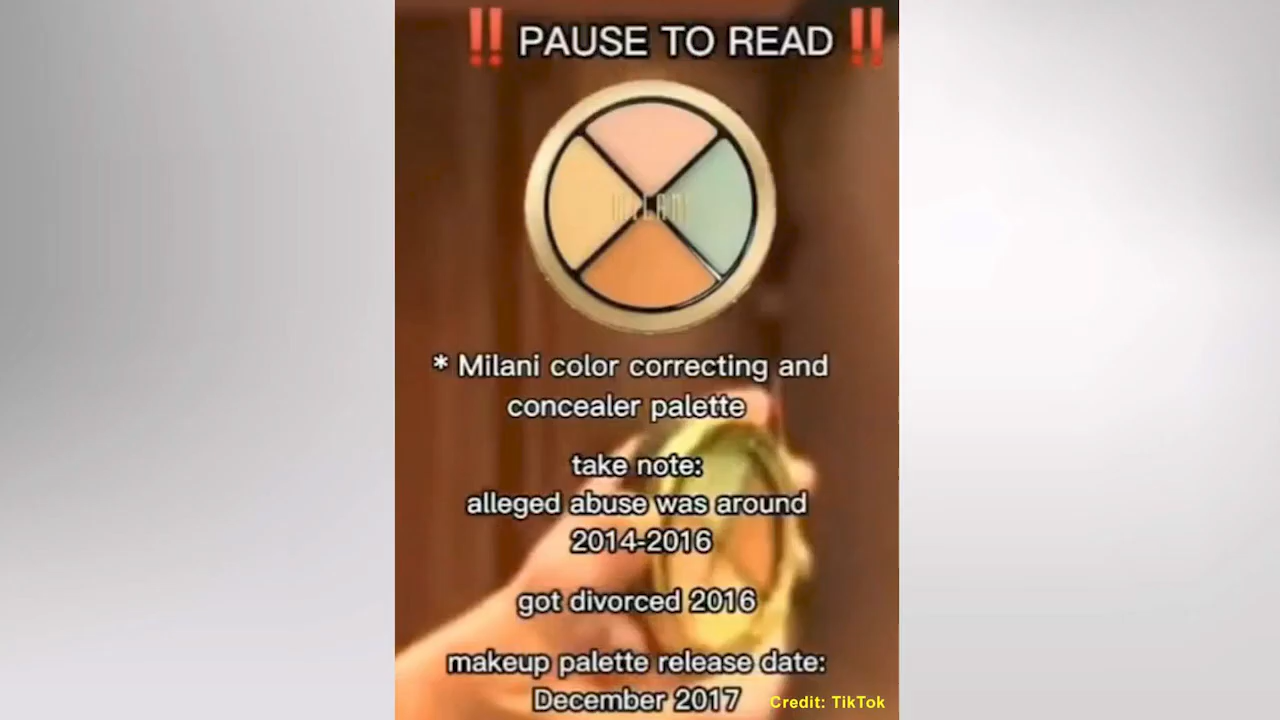 ‼ PAUSE TO READ ‼
MILANI
* Milani color correcting and
concealer palette
take note:
alleged abuse was around
2014-2016
got divorced 2016
makeup palette release date:
December 2017
Credit: TikTok